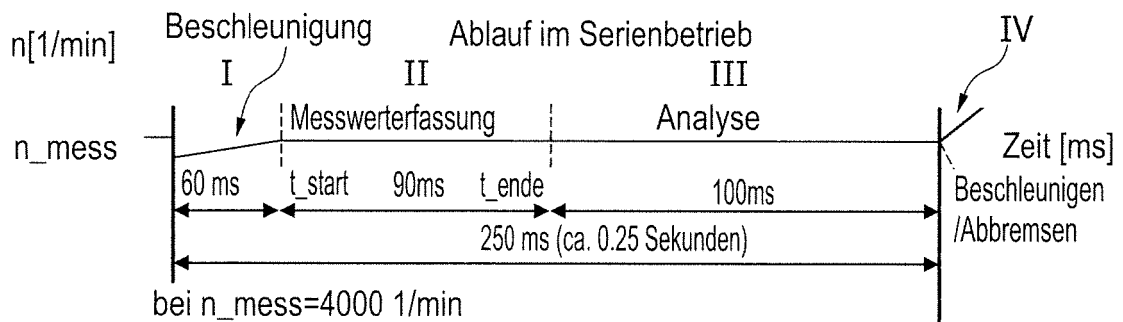 n[1/min]
Beschleunigung
Ablauf im Serienbetrieb
IV
I
II
III
Messwerterfassung
Analyse
n_mess
Zeit [ms]
60 ms
t_start
90ms
t_ende
100ms
Beschleunigen
/Abbremsen
250 ms (ca. 0.25 Sekunden)
bei n_mess=4000 1/min